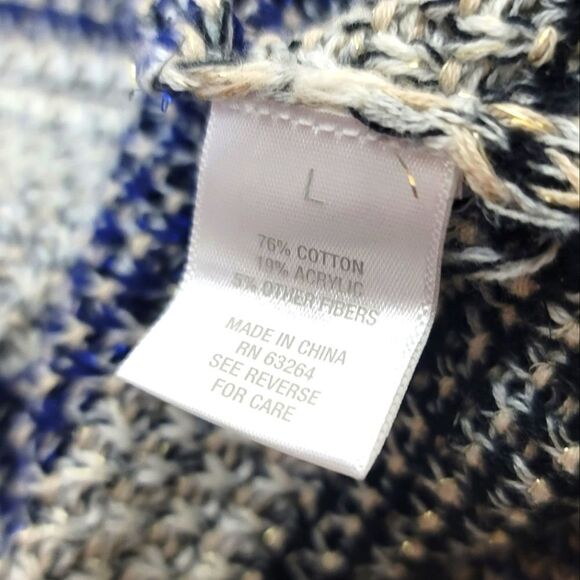 L
76% COTTON
19% ACRYLIC
5% OTHER FIBERS
MADE IN CHINA
RN 63264
SEE REVERSE
FOR CARE